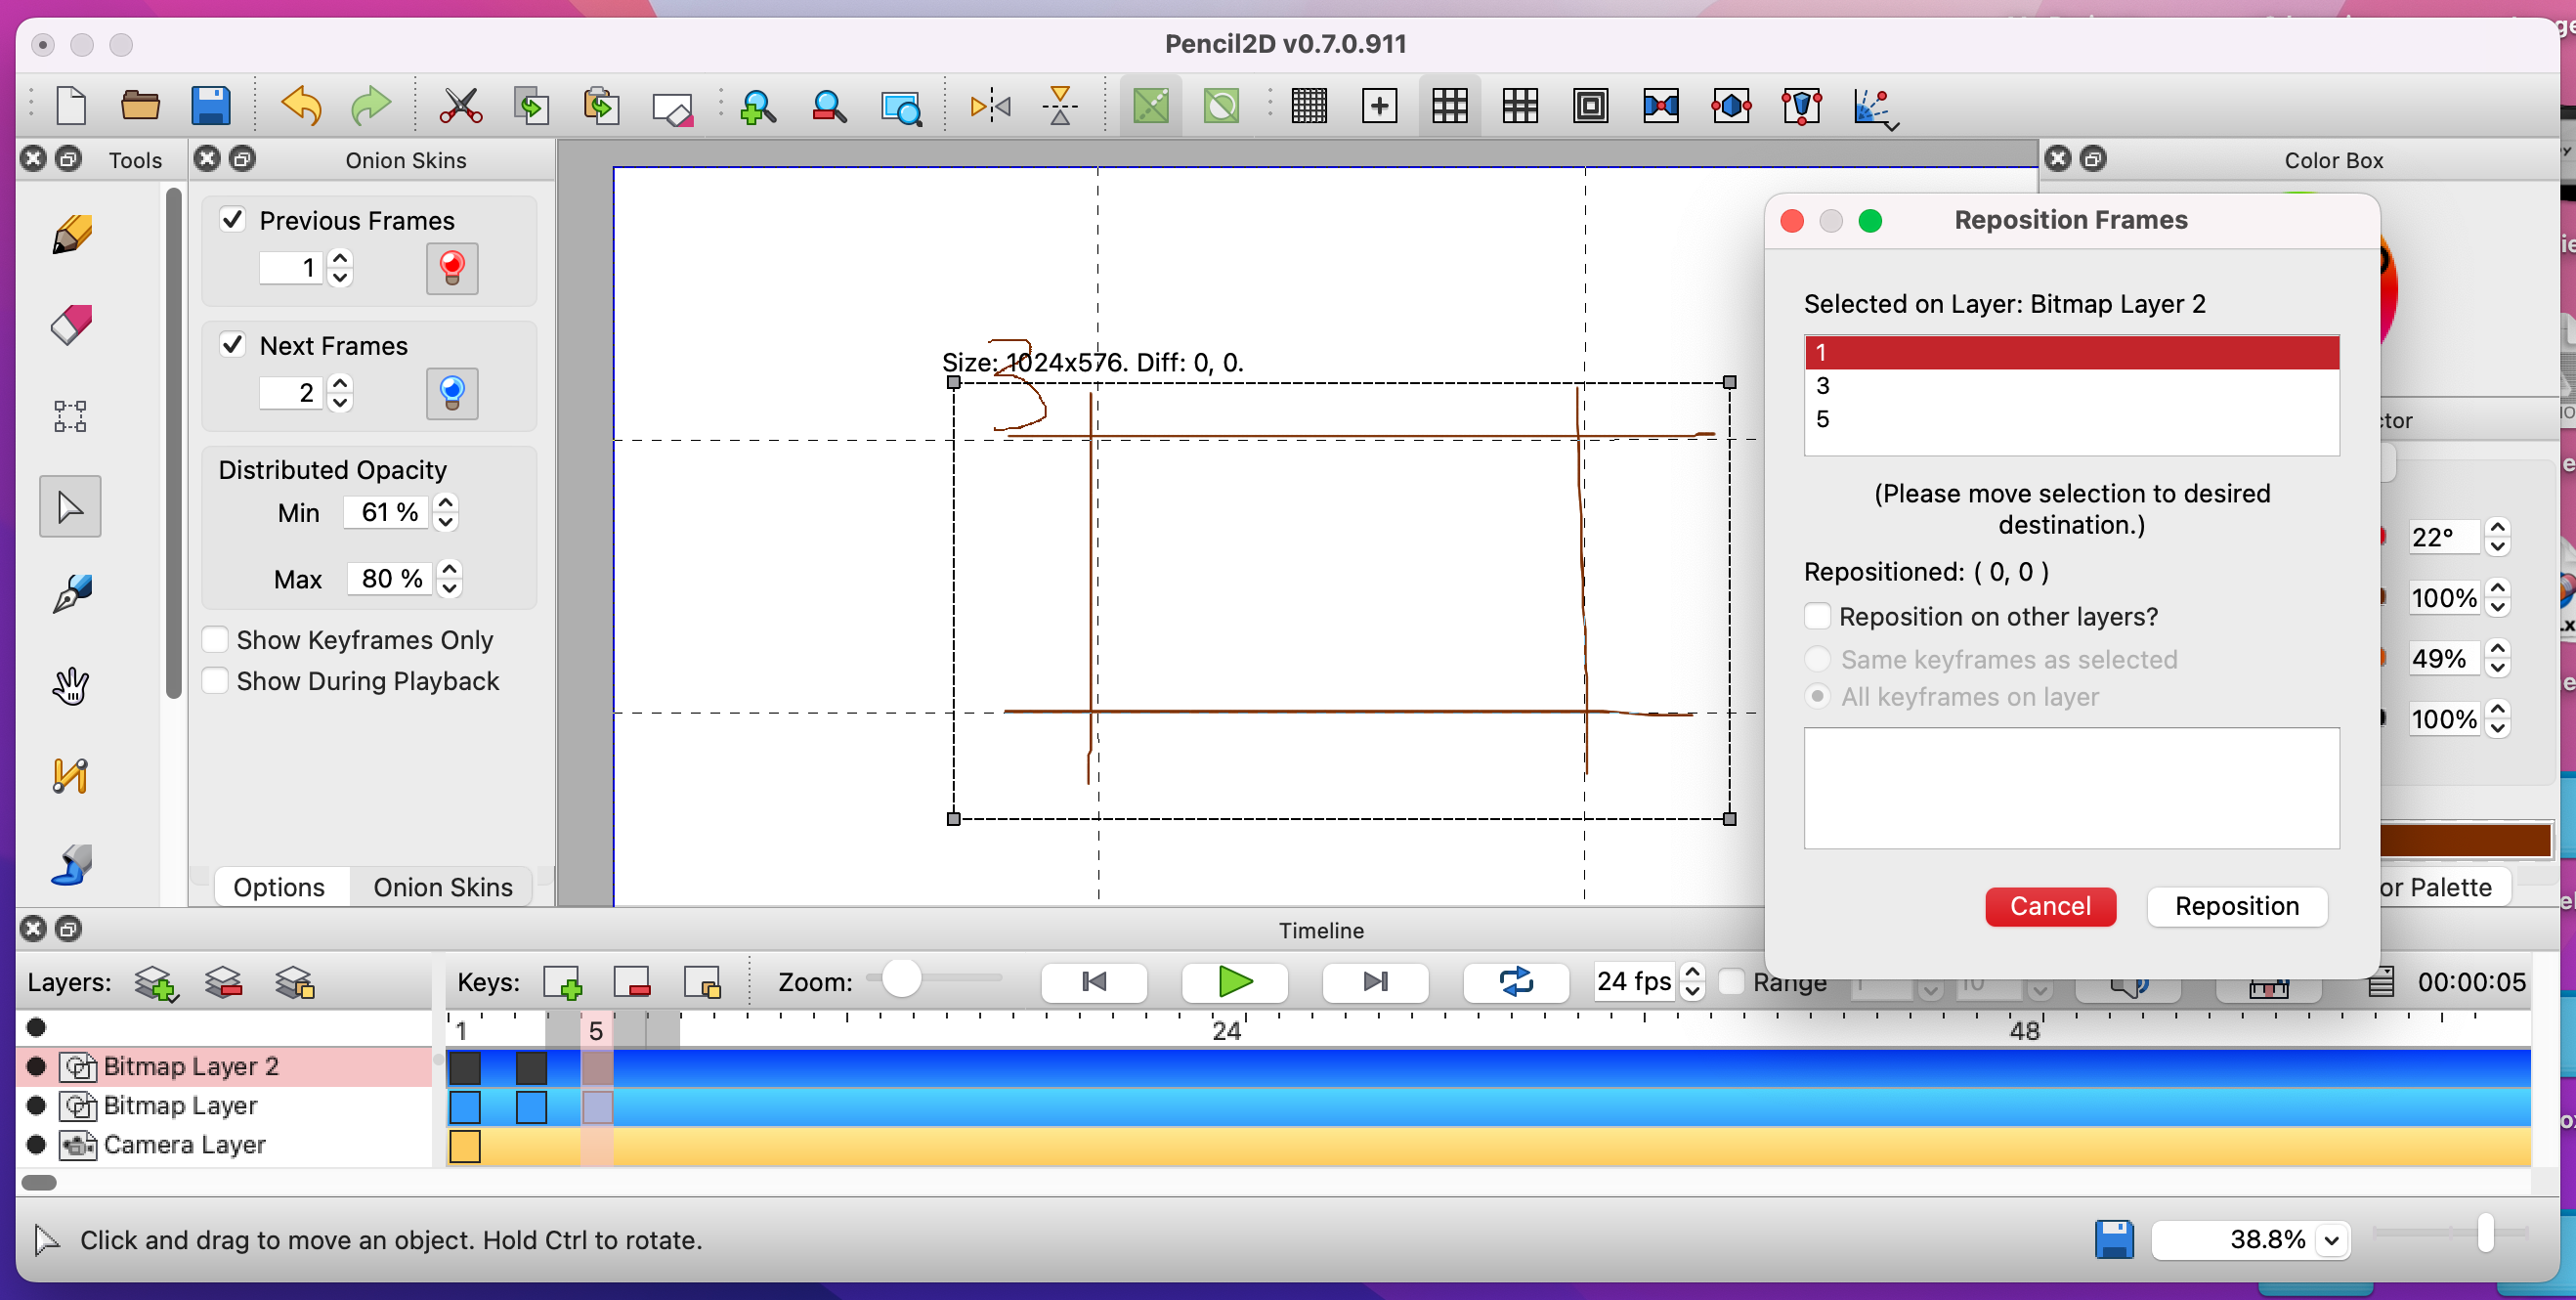 Pencil2D v0.7.0.911
Tools
Onion Skins
Color Box
Previous Frames
1
Next Frames
2
Distributed Opacity
Min 61 %
Max 80 %
Show Keyframes Only
Show During Playback
Options Onion Skins
3
Size: 1024x576. Diff: 0, 0.
Reposition Frames
Selected on Layer: Bitmap Layer 2
1
3
5
(Please move selection to desired
destination.)
Repositioned: ( 0, 0 )
Reposition on other layers?
Same keyframes as selected
All keyframes on layer
Cancel Reposition
ctor
22°
100%
49%
100%
or Palette
Timeline
Layers: Keys: Zoom: 24 fps Range 00:00:05
1 5 24 48
Bitmap Layer 2
Bitmap Layer
Camera Layer
Click and drag to move an object. Hold Ctrl to rotate.
38.8%